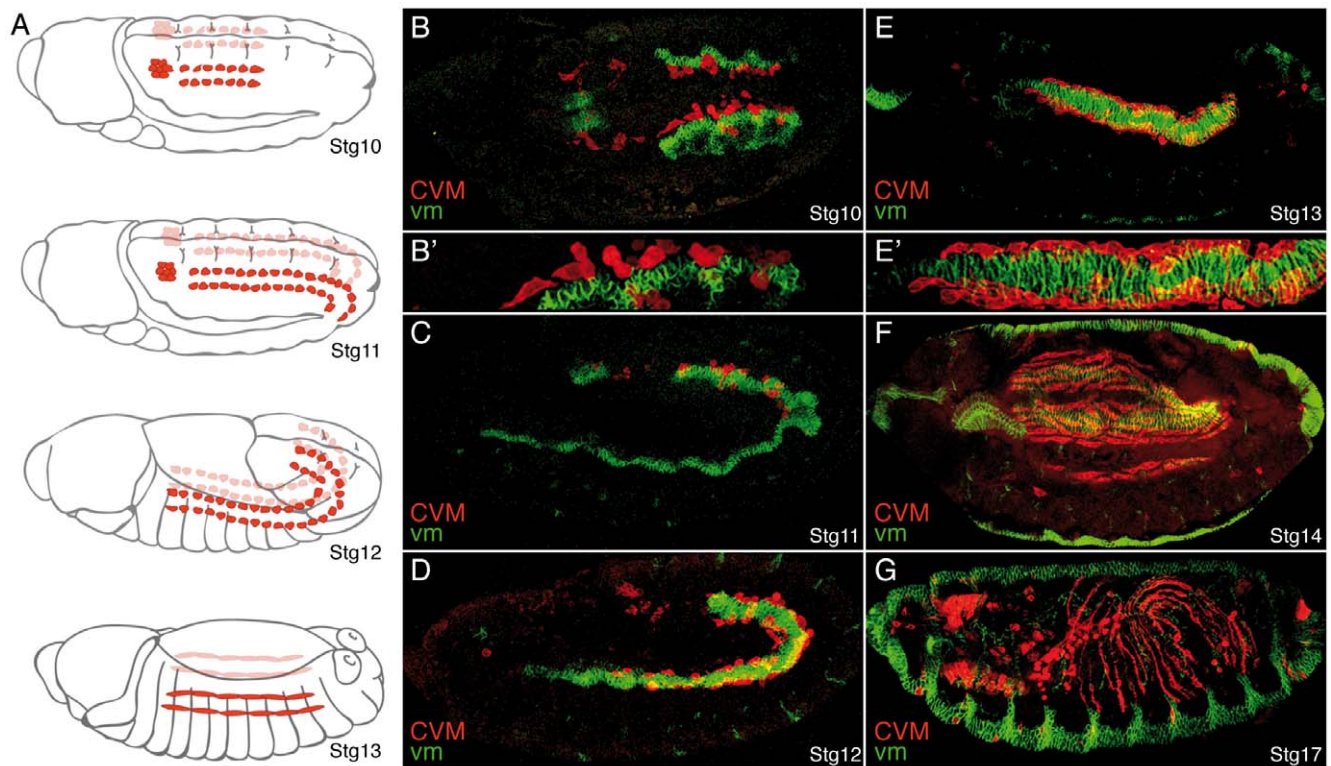 A
Stg10
Stg11
Stg12
Stg13
B
CVM
vm
Stg10
B'
C
CVM
vm
Stg11
D
CVM
vm
Stg12
E
CVM
vm
Stg13
E'
F
CVM
vm
Stg14
G
CVM
vm
Stg17